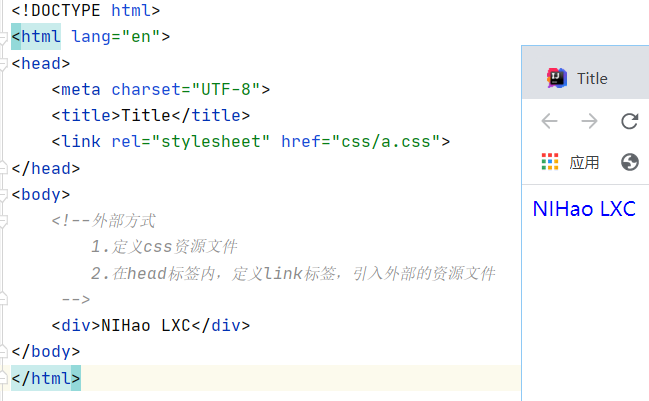 <!DOCTYPE html>
<html lang="en">
<head>
    <meta charset="UTF-8">
    <title>Title</title>
    <link rel="stylesheet" href="css/a.css">
</head>
<body>
    <!--外部方式
        1.定义css资源文件
        2.在head标签内，定义link标签，引入外部的资源文件
     -->
    <div>NIHao LXC</div>
</body>
</html>
Title
应用
NIHao LXC